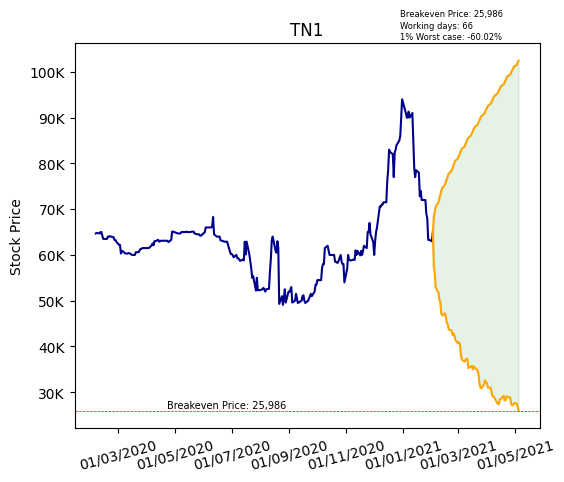 Breakeven Price: 25,986
Working days: 66
1% Worst case: -60.02%
TN1
100K
90K
80K
70K
60K
50K
40K
30K
Stock Price
Breakeven Price: 25,986
01/03/2020
01/05/2020
01/07/2020
01/09/2020
01/11/2020
01/01/2021
01/03/2021
01/05/2021